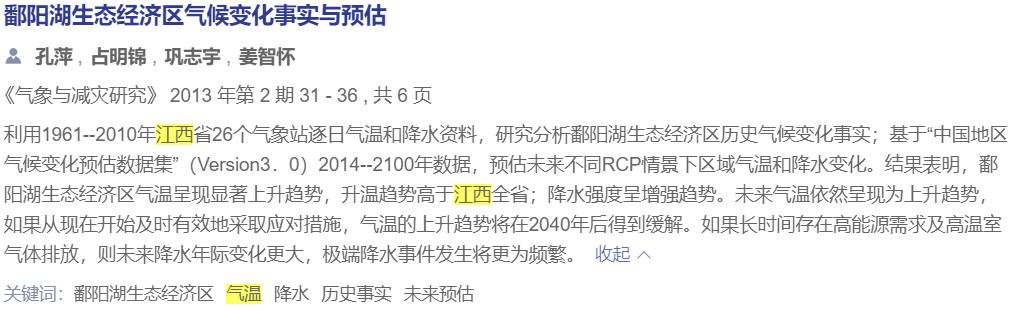 鄱阳湖生态经济区气候变化事实与预估
孔萍 , 占明锦 , 巩志宇 , 姜智怀
《气象与减灾研究》 2013 年第 2 期 31 - 36 , 共 6 页
利用1961--2010年江西省26个气象站逐日气温和降水资料，研究分析鄱阳湖生态经济区历史气候变化事实；基于“中国地区
气候变化预估数据集”（Version3．0）2014--2100年数据，预估未来不同RCP情景下区域气温和降水变化。结果表明，鄱
阳湖生态经济区气温呈现显著上升趋势，升温趋势高于江西全省；降水强度呈增强趋势。未来气温依然呈现为上升趋势，
如果从现在开始及时有效地采取应对措施，气温的上升趋势将在2040年后得到缓解。如果长时间存在高能源需求及高温室
气体排放，则未来降水年际变化更大，极端降水事件发生将更为频繁。 收起
关键词： 鄱阳湖生态经济区 气温 降水 历史事实 未来预估